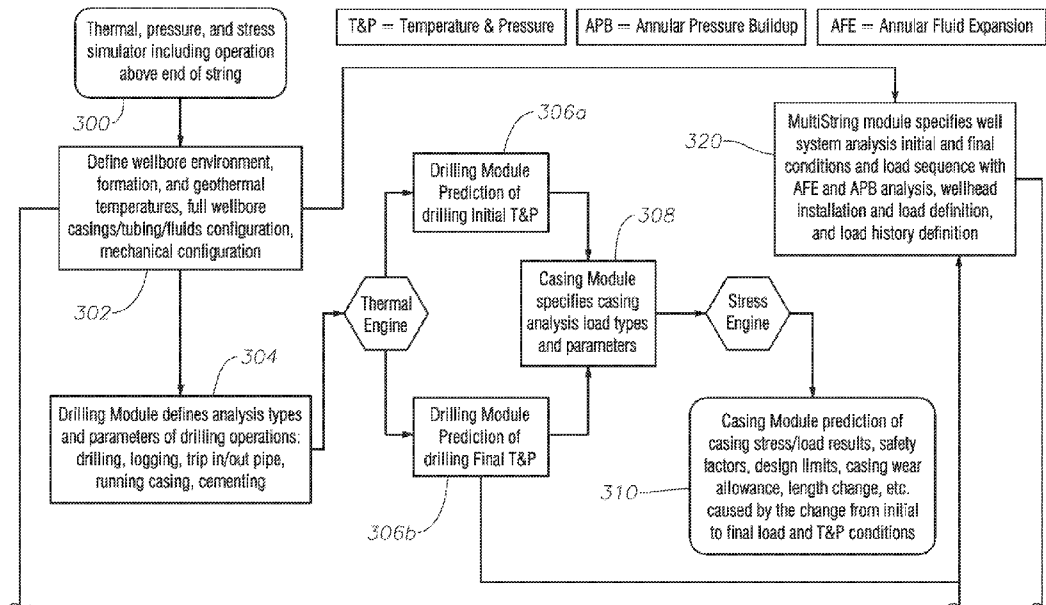 Thermal, pressure, and stress
simulator including operation
above end of string
T&P = Temperature & Pressure
APB = Annular Pressure Buildup
AFE = Annular Fluid Expansion
300
306a
320
MultiString module specifies well
system analysis initial and final
conditions and load sequence with
AFE and APB analysis, wellhead
installation and load definition,
and load history definition
Define wellbore environment,
formation, and geothermal
temperatures, full wellbore
casings/tubing/fluids configuration,
mechanical configuration
302
Drilling Module
Prediction of
drilling Initial T&P
308
Thermal
Engine
Casing Module
specifies casing
analysis load types
and parameters
Stress
Engine
304
Drilling Module defines analysis types
and parameters of drilling operations:
drilling, logging, trip in/out pipe,
running casing, cementing
Drilling Module
Prediction of
drilling Final T&P
306b
310
Casing Module prediction of
casing stress/load results, safety
factors, design limits, casing wear
allowance, length change, etc.
caused by the change from initial
to final load and T&P conditions